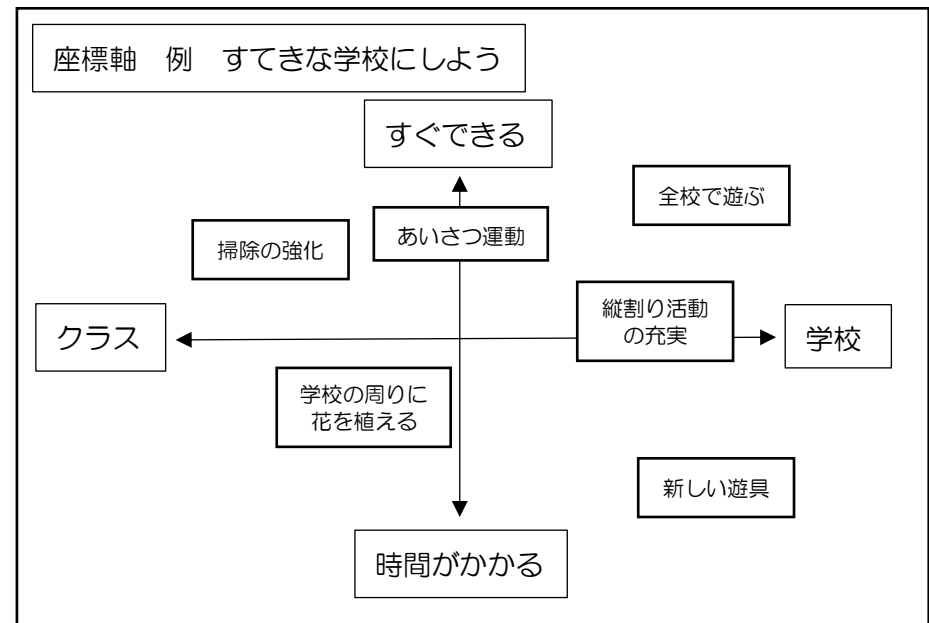 座標軸　例　すてきな学校にしよう
すぐできる
全校で遊ぶ
あいさつ運動
掃除の強化
縦割り活動
の充実
クラス
学校
学校の周りに
花を植える
新しい遊具
時間がかかる